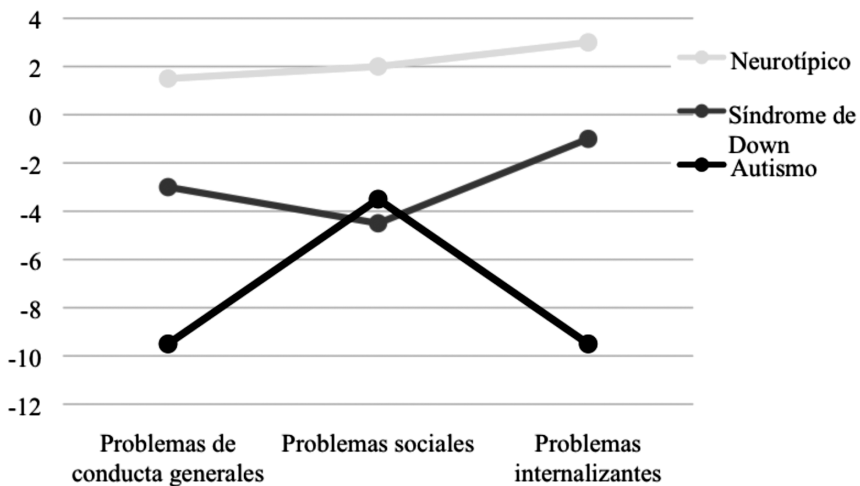 4
2
0
-2
-4
-6
-8
-10
-12
Problemas de
conducta generales
Problemas sociales
Problemas
internalizantes
Neurotípico
Síndrome de
Down
Autismo